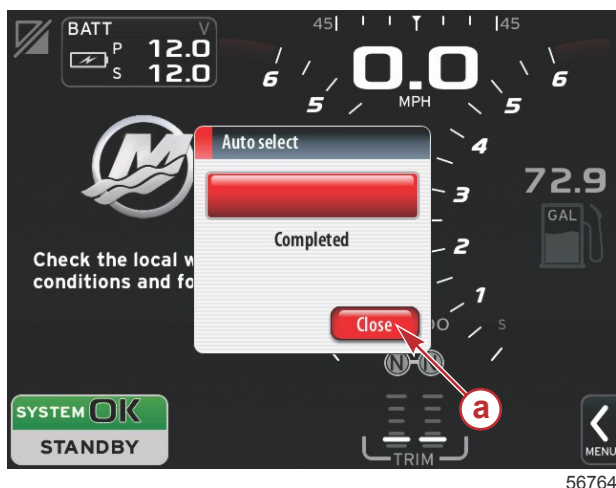 BATT V
P 12.0
S 12.0
45 45
0.0
MPH
6 6
5 5
4
3
2
1
72.9
GAL
Auto select
Completed
Close
a
Check the local w
conditions and fo
OO S
N N
SYSTEM OK
STANDBY
TRIM
MENU
56764